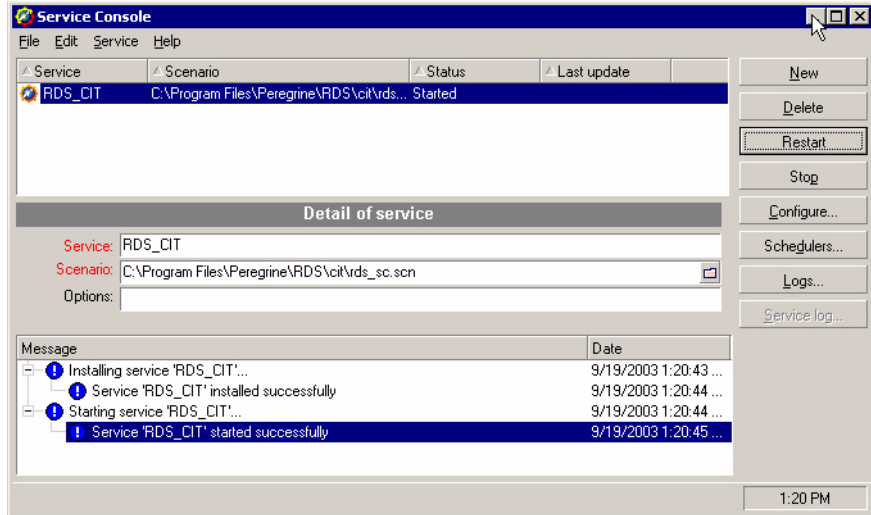 Service Console
File Edit Service Help
Service Scenario Status Last update
RDS_CIT C:\Program Files\Peregrine\RDS\cit\rds... Started
New
Delete
Restart
Stop
Configure...
Schedulers...
Logs...
Service log...
Detail of service
Service: RDS_CIT
Scenario: C:\Program Files\Peregrine\RDS\cit\rds_sc.scn
Options:
Message Date
Installing service 'RDS_CIT'... 9/19/2003 1:20:43 ...
Service 'RDS_CIT' installed successfully 9/19/2003 1:20:44 ...
Starting service 'RDS_CIT'... 9/19/2003 1:20:44 ...
Service 'RDS_CIT' started successfully 9/19/2003 1:20:45 ...
1:20 PM